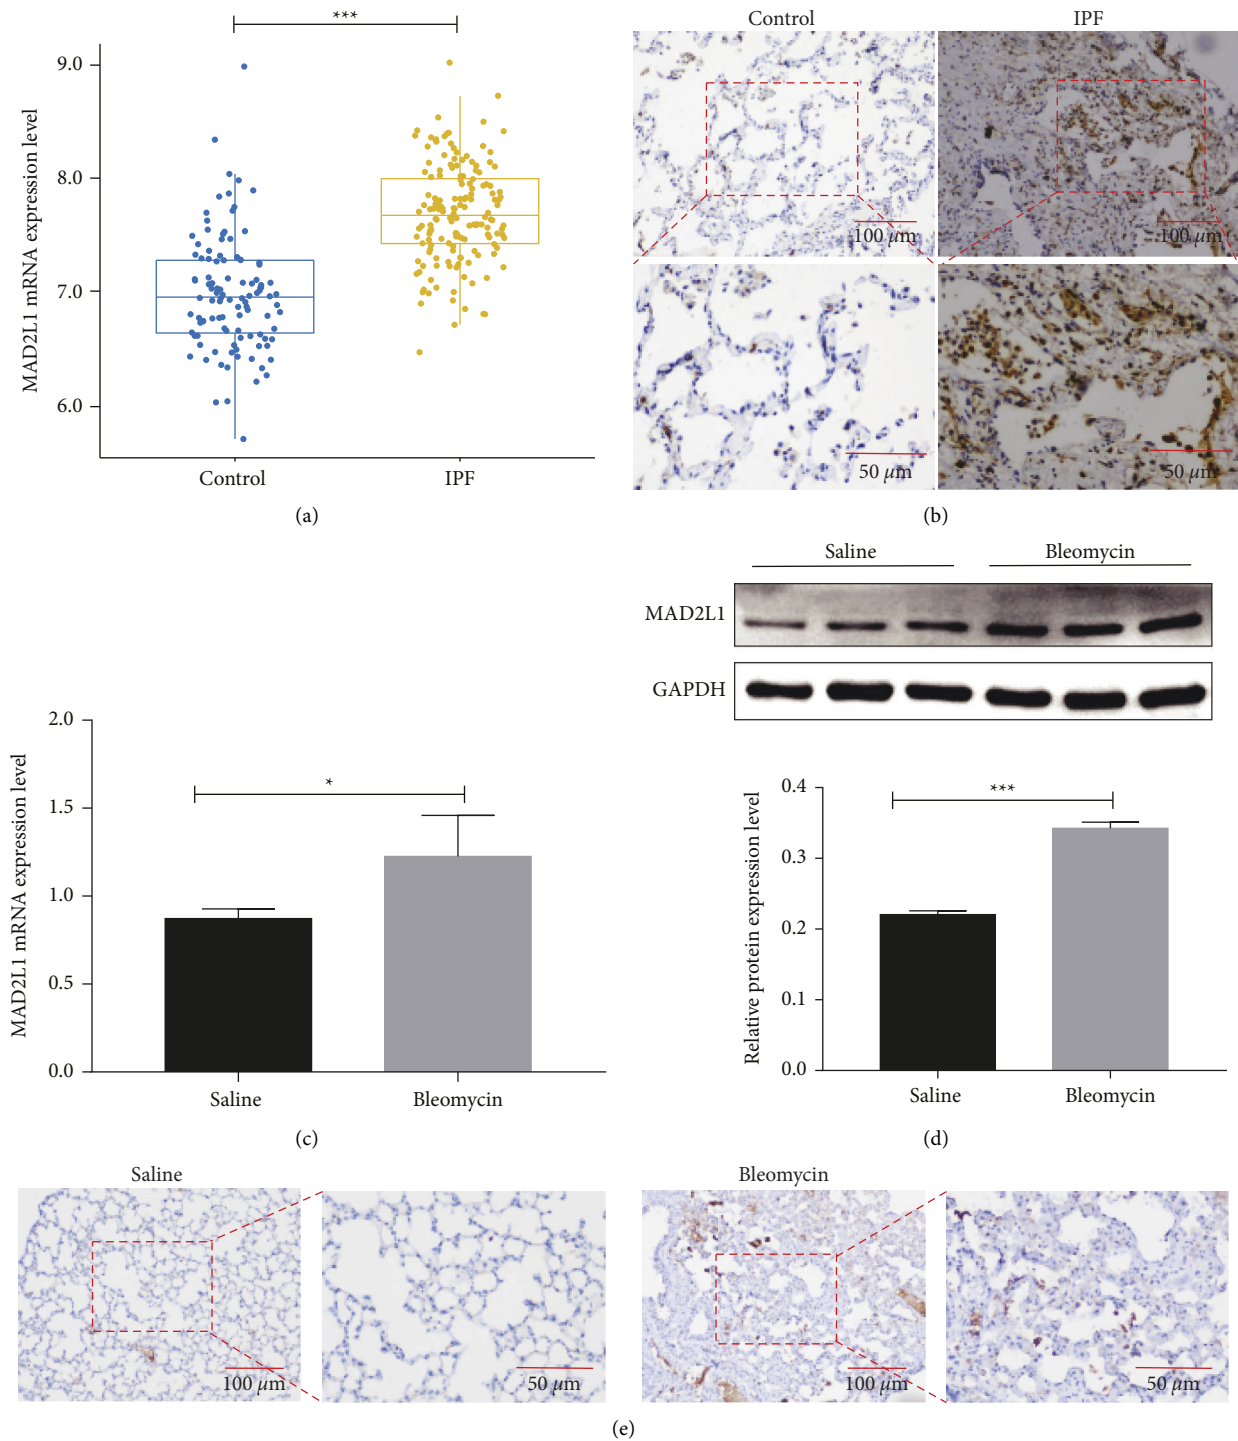 ***
9.0
8.0
7.0
6.0
MAD2L1 mRNA expression level
Control
IPF
(a)
Control
IPF
100 μm
100 μm
50 μm
50 μm
(b)
2.0
1.5
1.0
0.5
0.0
MAD2L1 mRNA expression level
*
Saline
Bleomycin
(c)
Saline
Bleomycin
MAD2L1
GAPDH
0.4
0.3
0.2
0.1
0.0
Relative protein expression level
***
Saline
Bleomycin
(d)
Saline
Bleomycin
100 μm
50 μm
100 μm
50 μm
(e)